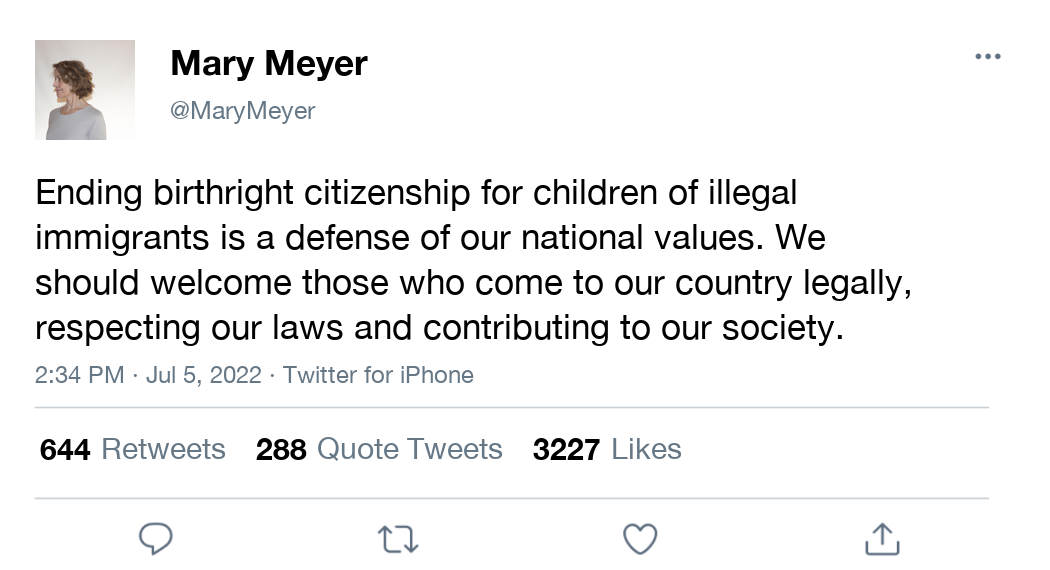 Mary Meyer
@MaryMeyer
Ending birthright citizenship for children of illegal
immigrants is a defense of our national values. We
should welcome those who come to our country legally,
respecting our laws and contributing to our society.
2:34 PM · Jul 5, 2022 · Twitter for iPhone
644 Retweets 288 Quote Tweets 3227 Likes